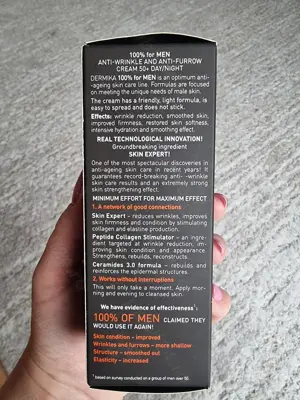 100% for MEN
ANTI-WRINKLE AND ANTI-FURROW
CREAM 50+ DAY/NIGHT
DERMIKA 100% for MEN is an optimum anti-
ageing skin care line. Formulas are focused
on meeting the unique needs of male skin.
The cream has a friendly, light formula, is
easy to spread and does not stick.
Effects: wrinkle reduction, smoothed skin,
improved firmness, restored skin softness,
intensive hydration and smoothing effect.
REAL TECHNOLOGICAL INNOVATION!
Groundbreaking ingredient
SKIN EXPERT!
One of the most spectacular discoveries in
anti-ageing skin care in recent years! It
guarantees record-breaking anti- -wrinkle
skin care results and an extremely strong
skin strengthening effect.
MINIMUM EFFORT FOR MAXIMUM EFFECT
1. A network of good connections
Skin Expert - reduces wrinkles, improves
skin firmness and condition by stimulating
collagen and elastine production.
Peptide Collagen Stimulator - an ingre-
dient targeted at wrinkle reduction, im-
proving skin condition and appearance.
Strengthens, rebuilds, reconstructs.
Ceramides 3.0 formula - rebuilds and
reinforces the epidermal structures.
2. Works without interruptions
This will only take a moment. Apply mor-
ning and evening to cleansed skin.
We have evidence of effectiveness¹:
100% OF MEN CLAIMED THEY
WOULD USE IT AGAIN!
Skin condition - improved
Wrinkles and furrows - more shallow
Structure - smoothed out
Elasticity - increased
¹ based on survey conducted on a group of men over 50